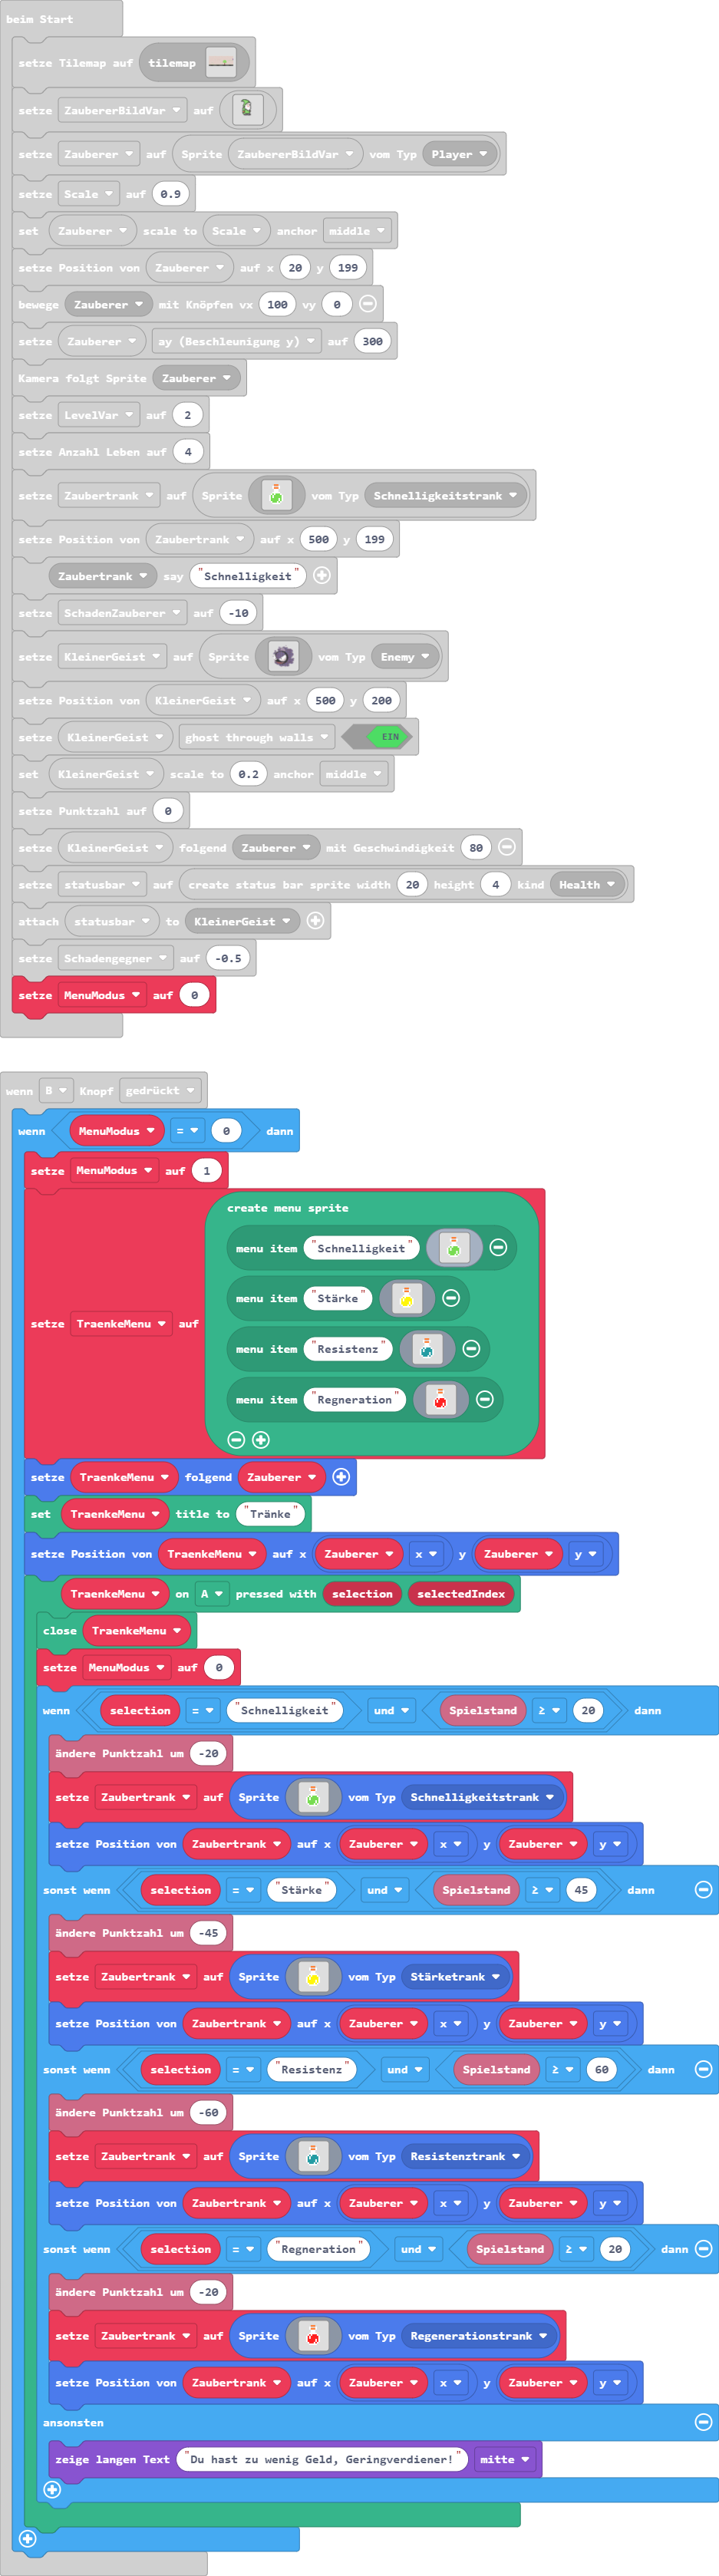 beim Start
setze Tilemap auf tilemap
setze ZaubererBildVar auf
setze Zauberer auf Sprite ZaubererBildVar vom Typ Player
setze Scale auf 0.9
set Zauberer scale to Scale anchor middle
setze Position von Zauberer auf x 20 y 199
bewege Zauberer mit Knöpfen vx 100 vy 0
setze Zauberer ay (Beschleunigung y) auf 300
Kamera folgt Sprite Zauberer
setze LevelVar auf 2
setze Anzahl Leben auf 4
setze Zaubertrank auf Sprite vom Typ Schnelligkeitstrank
setze Position von Zaubertrank auf x 500 y 199
Zaubertrank say "Schnelligkeit"
setze SchadenZauberer auf -10
setze KleinerGeist auf Sprite vom Typ Enemy
setze Position von KleinerGeist auf x 500 y 200
setze KleinerGeist ghost through walls EIN
set KleinerGeist scale to 0.2 anchor middle
setze Punktzahl auf 0
setze KleinerGeist folgend Zauberer mit Geschwindigkeit 80
setze statusbar auf create status bar sprite width 20 height 4 kind Health
attach statusbar to KleinerGeist
setze Schadengegner auf -0.5
setze MenuModus auf 0
wenn B Knopf gedrückt
wenn MenuModus = 0 dann
setze MenuModus auf 1
create menu sprite
menu item "Schnelligkeit"
menu item "Stärke"
setze TraenkeMenu auf
menu item "Resistenz"
menu item "Regneration"
setze TraenkeMenu folgend Zauberer
set TraenkeMenu title to "Tränke"
setze Position von TraenkeMenu auf x Zauberer x y Zauberer y
TraenkeMenu on A pressed with selection selectedIndex
close TraenkeMenu
setze MenuModus auf 0
wenn selection = "Schnelligkeit" und Spielstand ≥ 20 dann
ändere Punktzahl um -20
setze Zaubertrank auf Sprite vom Typ Schnelligkeitstrank
setze Position von Zaubertrank auf x Zauberer x y Zauberer y
sonst wenn selection = "Stärke" und Spielstand ≥ 45 dann
ändere Punktzahl um -45
setze Zaubertrank auf Sprite vom Typ Stärketrank
setze Position von Zaubertrank auf x Zauberer x y Zauberer y
sonst wenn selection = "Resistenz" und Spielstand ≥ 60 dann
ändere Punktzahl um -60
setze Zaubertrank auf Sprite vom Typ Resistenztrank
setze Position von Zaubertrank auf x Zauberer x y Zauberer y
sonst wenn selection = "Regneration" und Spielstand ≥ 20 dann
ändere Punktzahl um -20
setze Zaubertrank auf Sprite vom Typ Regenerationstrank
setze Position von Zaubertrank auf x Zauberer x y Zauberer y
ansonsten
zeige langen Text "Du hast zu wenig Geld, Geringverdiener!" mitte